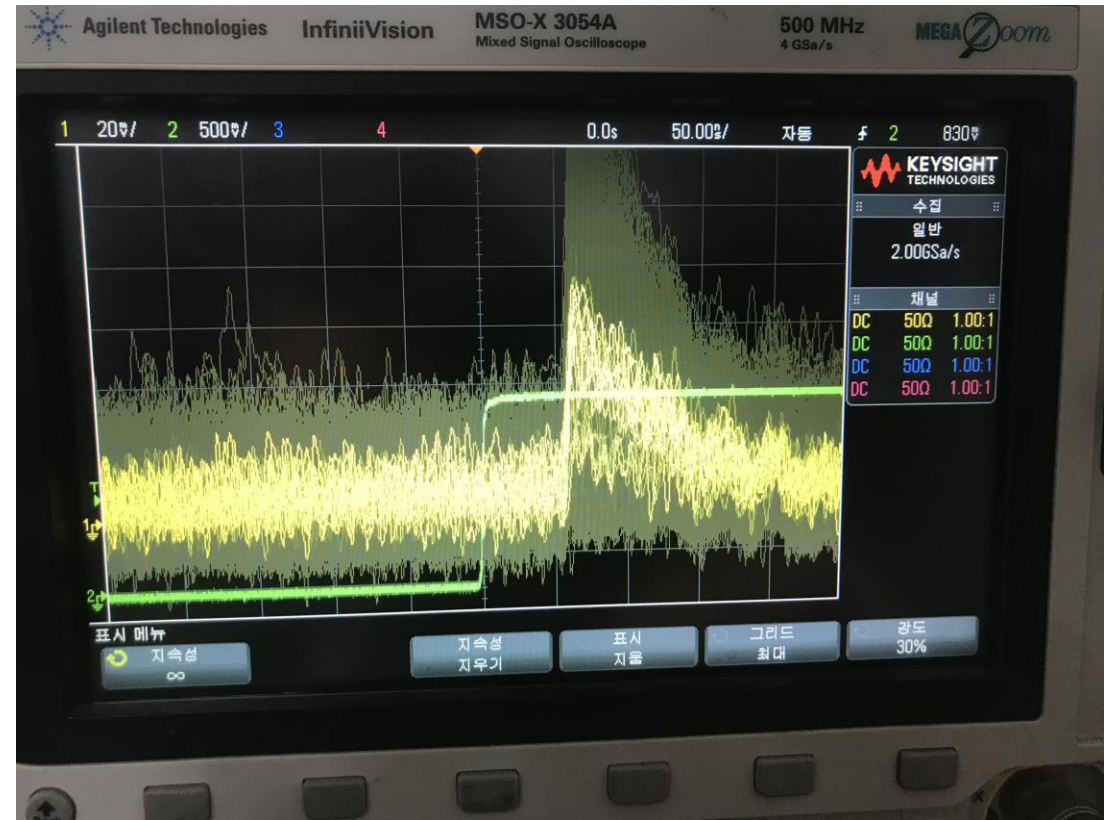 Agilent Technologies InfiniiVision MSO-X 3054A 500 MHz MEGA Zoom
Mixed Signal Oscilloscope 4 GSa/s
1 20mV/ 2 500mV/ 3 4 0.0s 50.00ns/ 자동 2 830mV
KEYSIGHT
TECHNOLOGIES
수집
일반
2.00GSa/s
채널
DC 50Ω 1.00:1
DC 50Ω 1.00:1
DC 50Ω 1.00:1
DC 50Ω 1.00:1
T
1
2
표시 메뉴
지속성
∞
지속성
지우기
표시
지움
그리드
최대
강도
30%